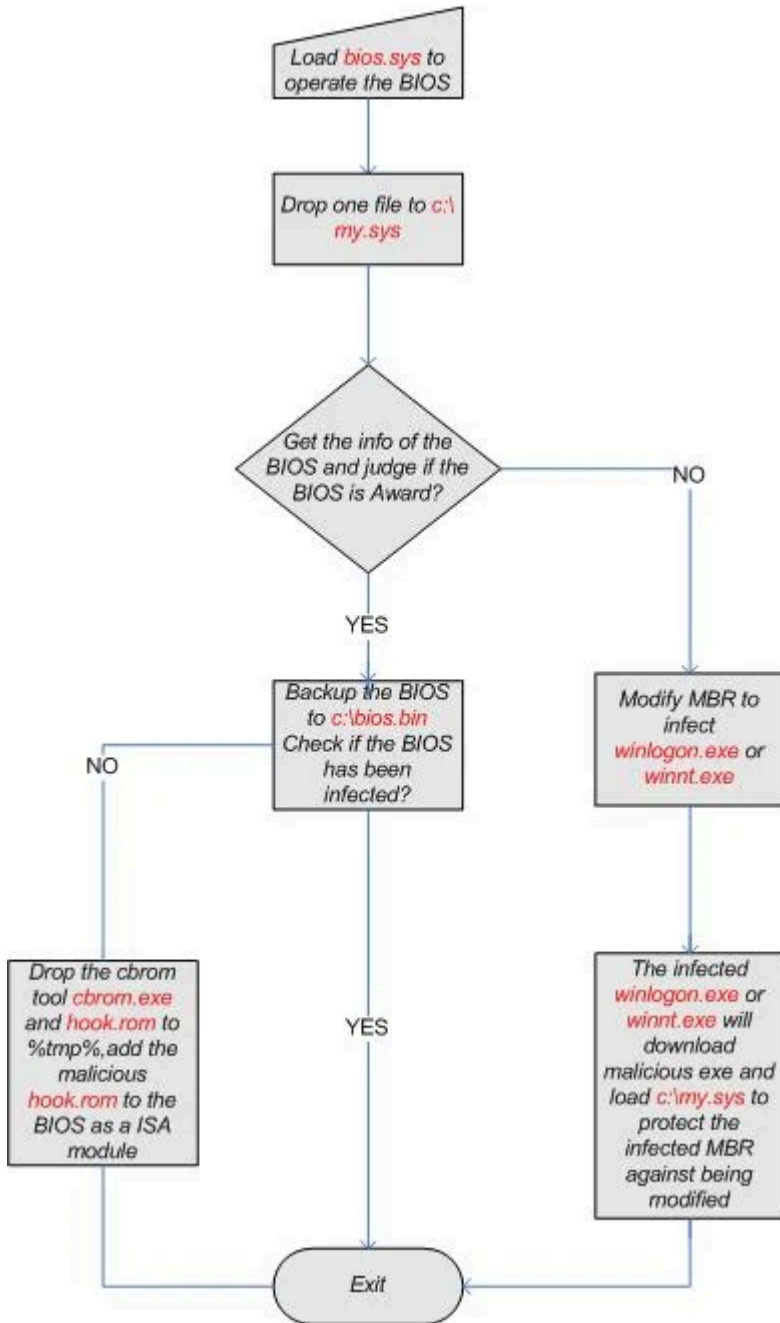 Load bios.sys to
operate the BIOS
Drop one file to c:\
my.sys
Get the info of the
BIOS and judge if the
BIOS is Award?
NO
YES
Backup the BIOS
to c:\bios.bin
Check if the BIOS
has been
infected?
Modify MBR to
infect
winlogon.exe or
winnt.exe
NO
Drop the cbrom
tool cbrom.exe
and hook.rom to
%tmp%,add the
malicious
hook.rom to the
BIOS as a ISA
module
YES
The infected
winlogon.exe or
winnt.exe will
download
malicious exe and
load c:\my.sys to
protect the
infected MBR
against being
modified
Exit